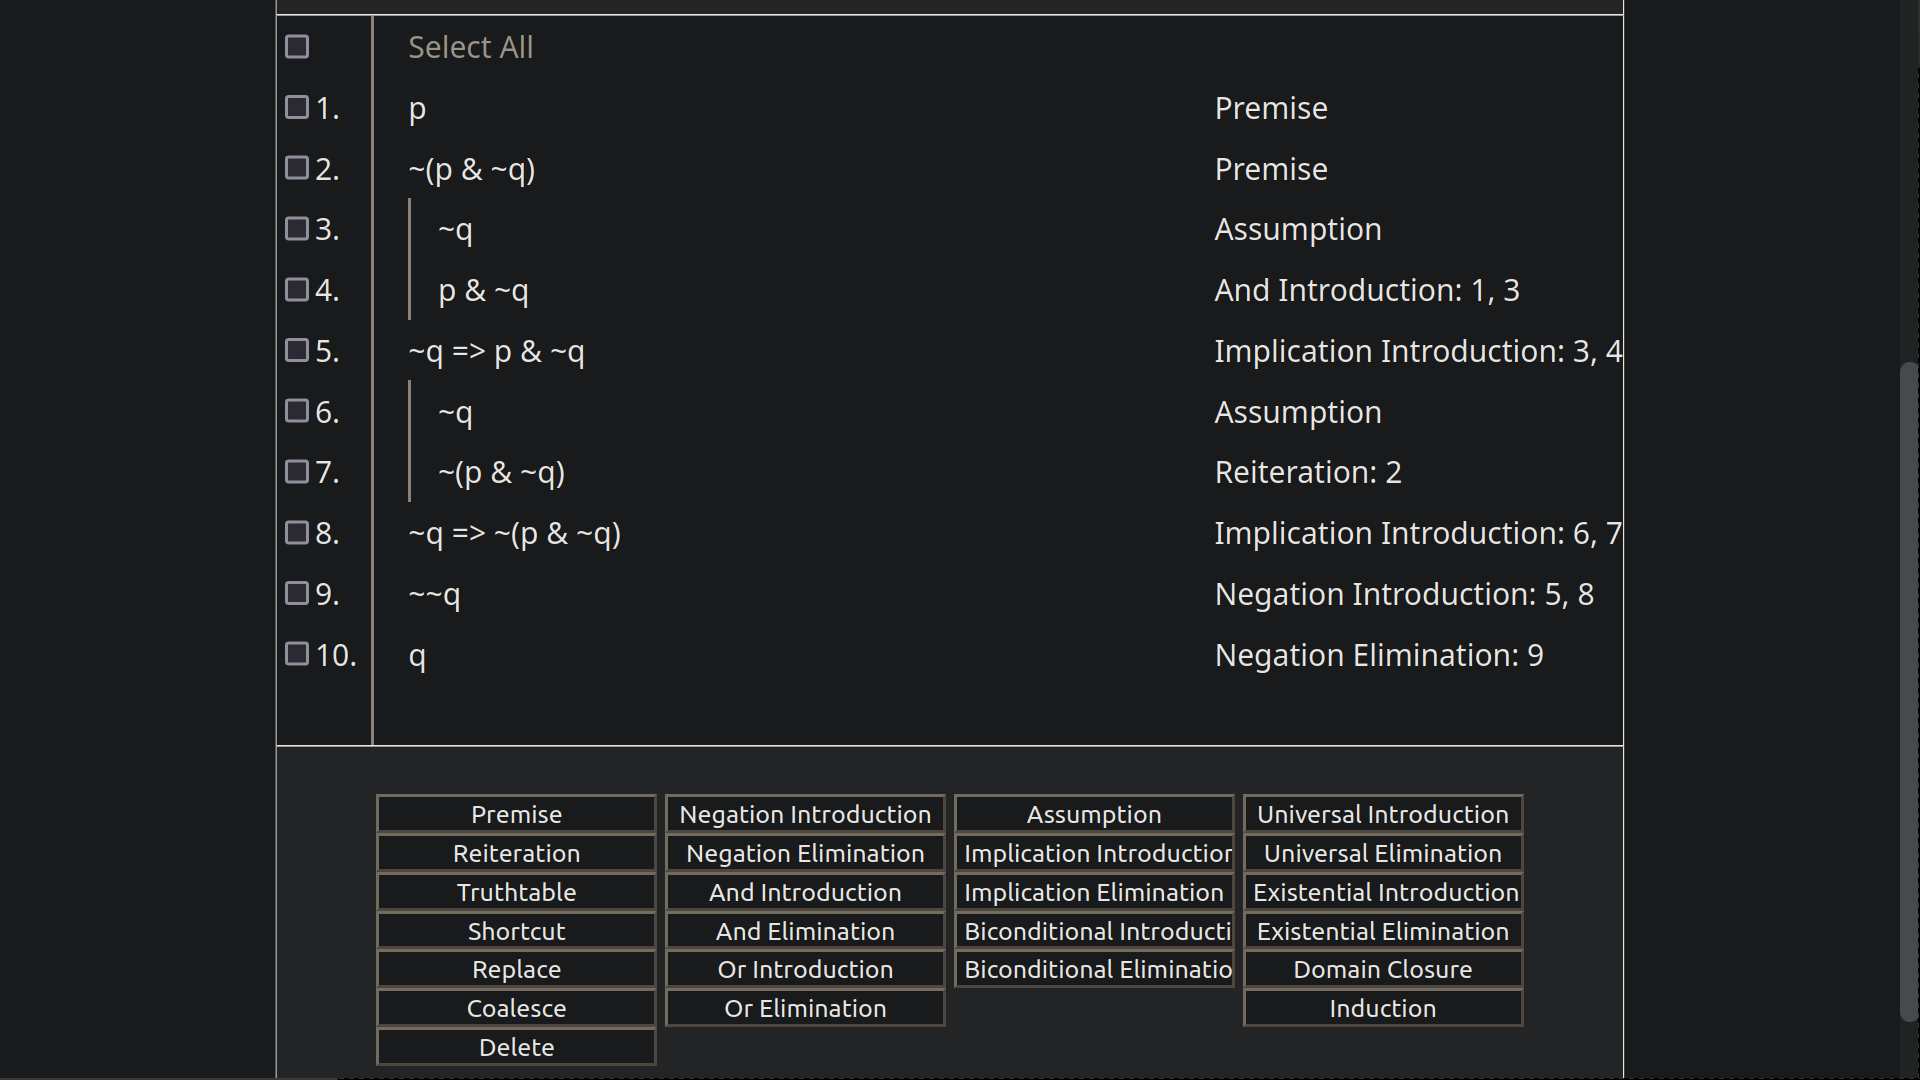 Select All
1. p Premise
2. ~(p & ~q) Premise
3. ~q Assumption
4. p & ~q And Introduction: 1, 3
5. ~q => p & ~q Implication Introduction: 3, 4
6. ~q Assumption
7. ~(p & ~q) Reiteration: 2
8. ~q => ~(p & ~q) Implication Introduction: 6, 7
9. ~~q Negation Introduction: 5, 8
10. q Negation Elimination: 9
Premise Negation Introduction Assumption Universal Introduction
Reiteration Negation Elimination Implication Introduction Universal Elimination
Truthtable And Introduction Implication Elimination Existential Introduction
Shortcut And Elimination Biconditional Introducti Existential Elimination
Replace Or Introduction Biconditional Eliminatio Domain Closure
Coalesce Or Elimination Induction
Delete